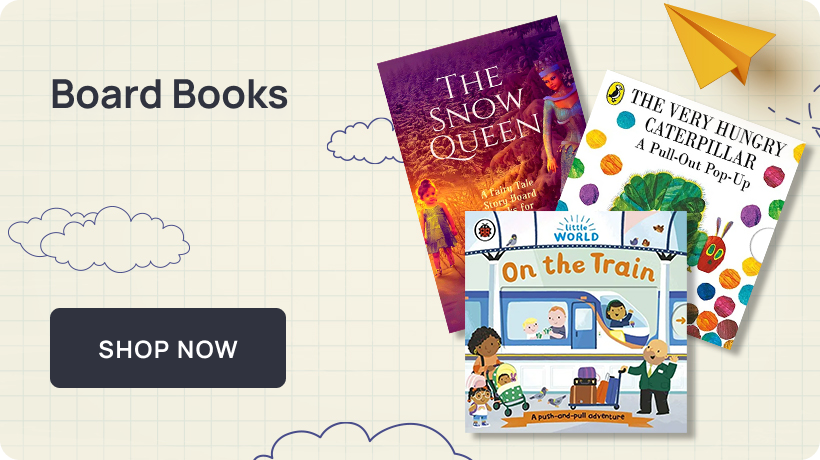 Board Books
SHOP NOW
THE
SNOW
QUEEN
A Fairy Tale
Story Board
for
THE VERY HUNGRY
CATERPILLAR
A Pull-Out Pop-Up
little
WORLD
On the Train
A push-and-pull adventure